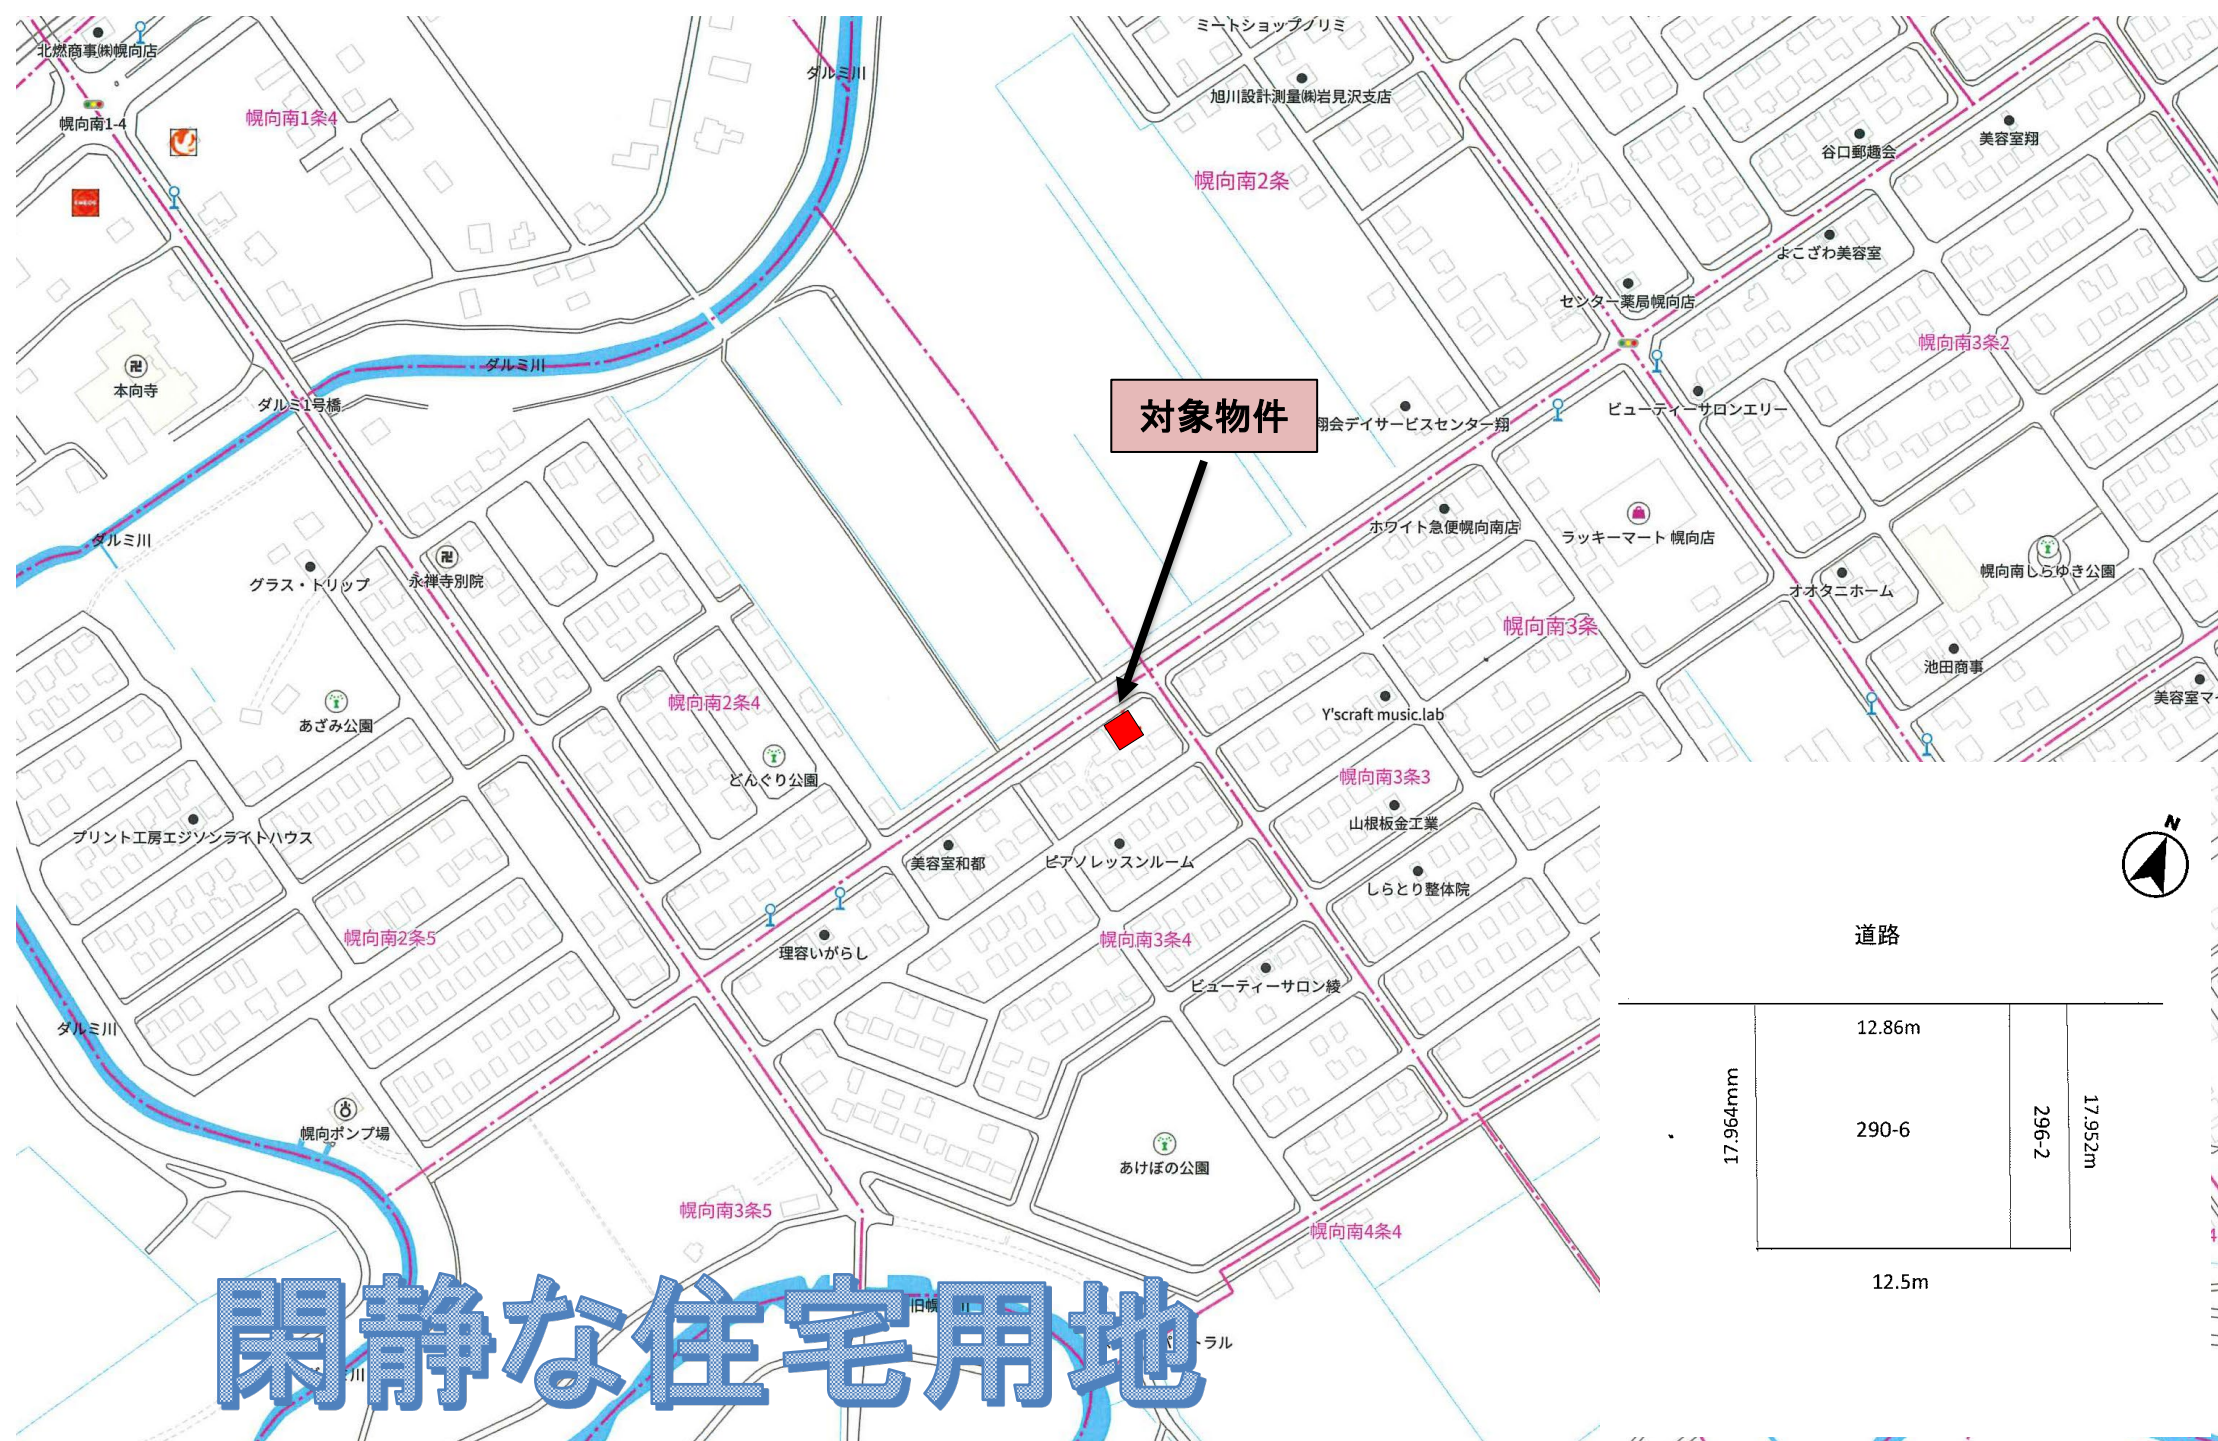 ミートショップノリミ
北燃商事㈱幌向店
ダルミ川
旭川設計測量㈱岩見沢支店
幌向南1-4
幌向南1条4
美容室翔
谷口郵趣会
幌向南2条
ENEOS
よこざわ美容室
センター薬局幌向店
幌向南3条2
ダルミ川
本向寺
ダルミ1号橋
対象物件
翔会デイサービスセンター翔
ビューティーサロンエリー
ホワイト急便幌向南店
ラッキーマート 幌向店
ダルミ川
グラス・トリップ
永禅寺別院
幌向南しらゆき公園
オオタニホーム
幌向南3条
池田商事
美容室マ
幌向南2条4
あざみ公園
Y'scraft music.lab
どんぐり公園
幌向南3条3
山根板金工業
プリント工房エジソンライトハウス
美容室和都
ピアノレッスンルーム
しらとり整体院
幌向南2条5
幌向南3条4
理容いがらし
ビューティーサロン綾
ダルミ川
幌向ポンプ場
あけぼの公園
幌向南3条5
幌向南4条4
旧幌
川
ラル
川
閑静な住宅用地
N
道路
12.86m
17.964mm
290-6
296-2
17.952m
12.5m